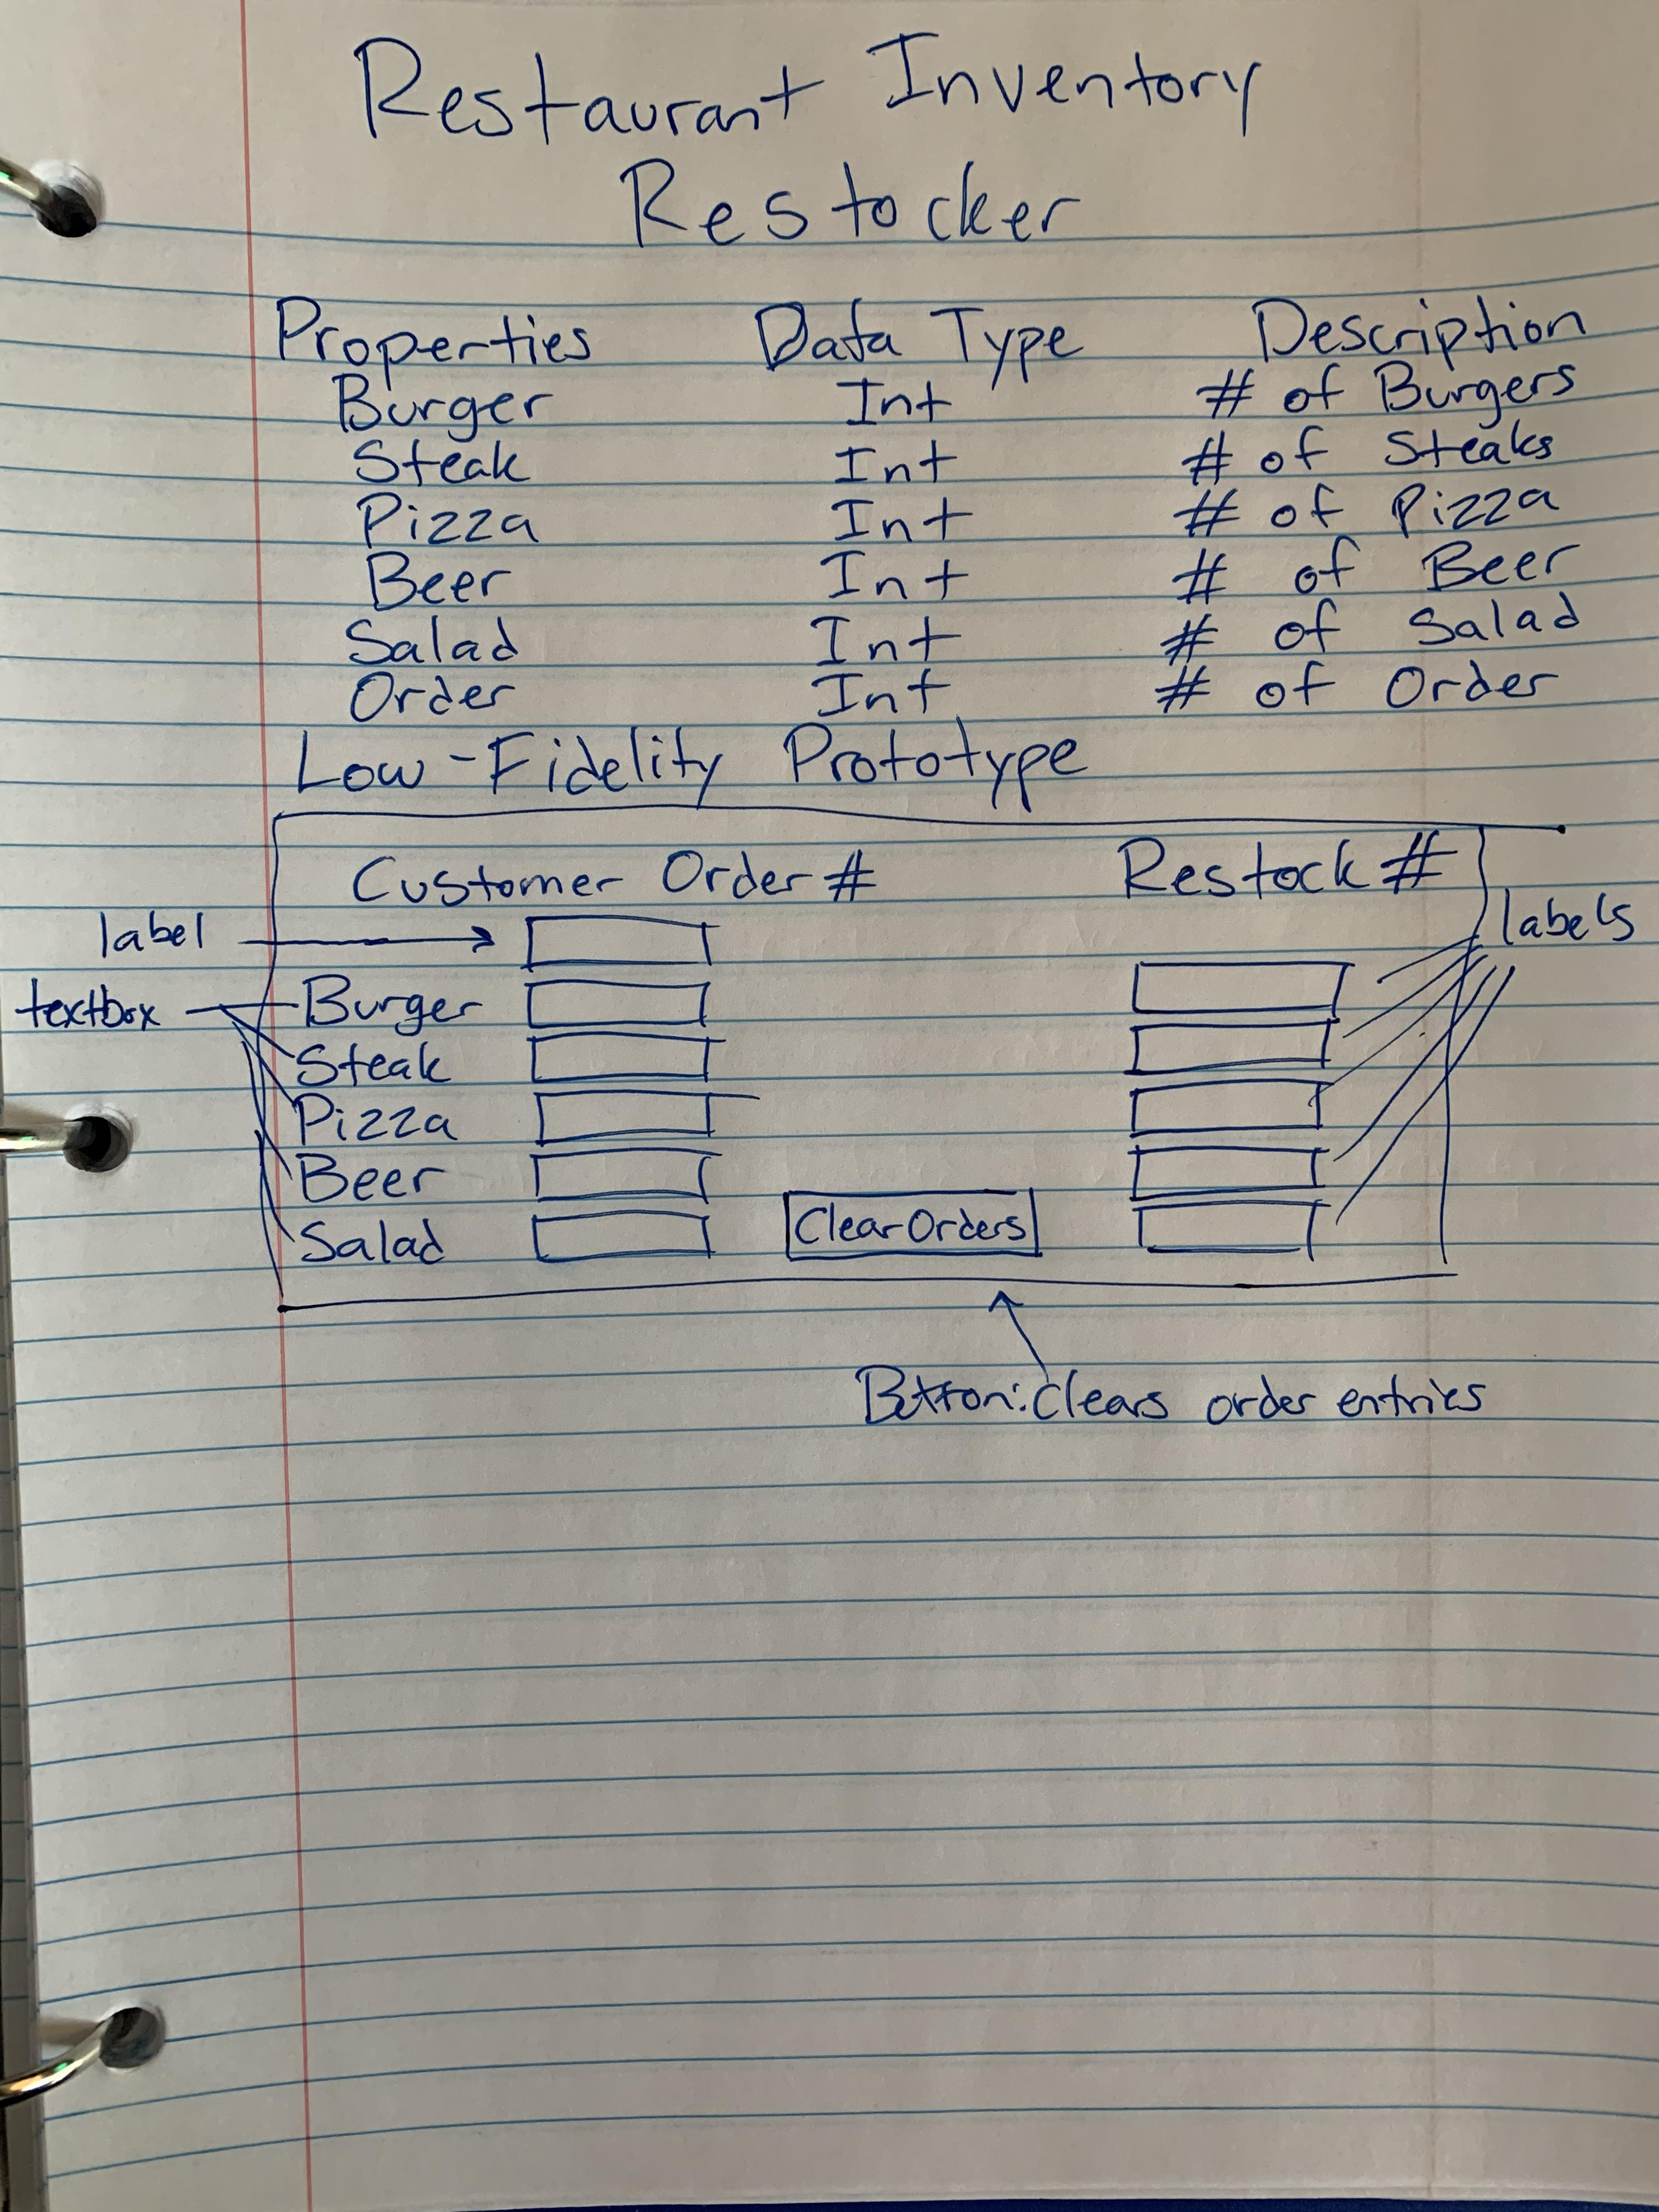 Restaurant Inventory
Restocker
Properties Data Type Description
Burger Int # of Burgers
Steak Int # of Steaks
Pizza Int # of Pizza
Beer Int # of Beer
Salad Int # of Salad
Order Int # of Order
Low-Fidelity Prototype
Customer Order # Restock #
label labels
textbox Burger
Steak
Pizza
Beer
Salad Clear Orders
Button: Clears order entries